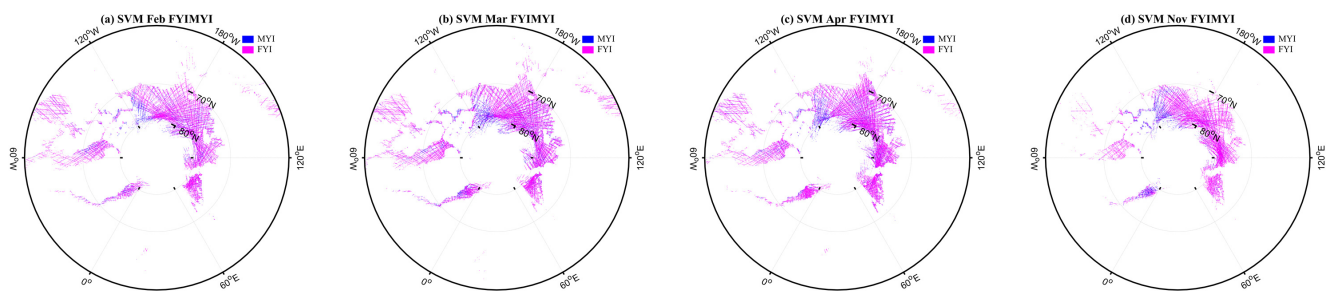 (a) SVM Feb FYIMYI
MYI
FYI
120°W
180°W
70°N
80°N
60°W
120°E
0°
60°E
(b) SVM Mar FYIMYI
MYI
FYI
120°W
180°W
70°N
80°N
60°W
120°E
0°
60°E
(c) SVM Apr FYIMYI
MYI
FYI
120°W
180°W
70°N
80°N
60°W
120°E
0°
60°E
(d) SVM Nov FYIMYI
MYI
FYI
120°W
180°W
70°N
80°N
60°W
120°E
0°
60°E